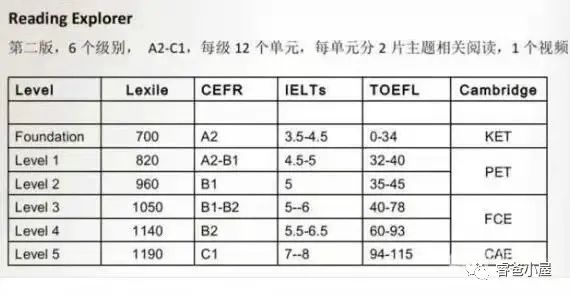 Reading Explorer
第二版，6 个级别， A2-C1，每级 12 个单元，每单元分 2 片主题相关阅读，1 个视频
Level Lexile CEFR IELTs TOEFL Cambridge
Foundation 700 A2 3.5-4.5 0-34 KET
Level 1 820 A2-B1 4.5-5 32-40 PET
Level 2 960 B1 5 35-45
Level 3 1050 B1-B2 5--6 40-78 FCE
Level 4 1140 B2 5.5-6.5 60-93
Level 5 1190 C1 7--8 94-115 CAE
睿爸小屋